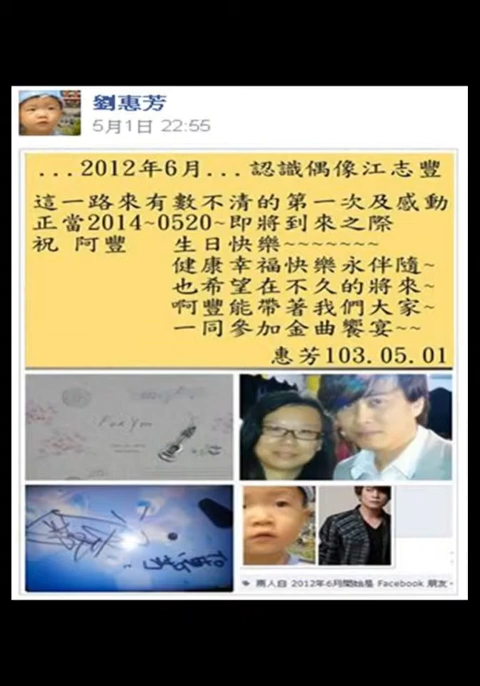 劉惠芳
5月1日 22:55
...2012年6月...認識偶像江志豐
這一路來有數不清的第一次及感動
正當2014~0520~即將到來之際
祝 阿豐 生日快樂~~~~~~~
健康幸福快樂永伴隨~
也希望在不久的將來~
啊豐能帶著我們大家~
一同參加金曲饗宴~~
惠芳103.05.01
For You
兩人自 2012年6月開始是 Facebook 朋友。